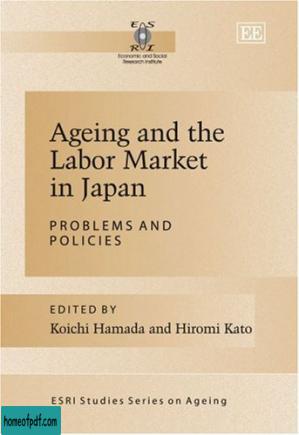 E S
R I
Economic and Social
Research Institute
EE
Ageing and the
Labor Market
in Japan
PROBLEMS AND
POLICIES
EDITED BY
Koichi Hamada and Hiromi Kato
ESRI Studies Series on Ageing
homeofpdf.com